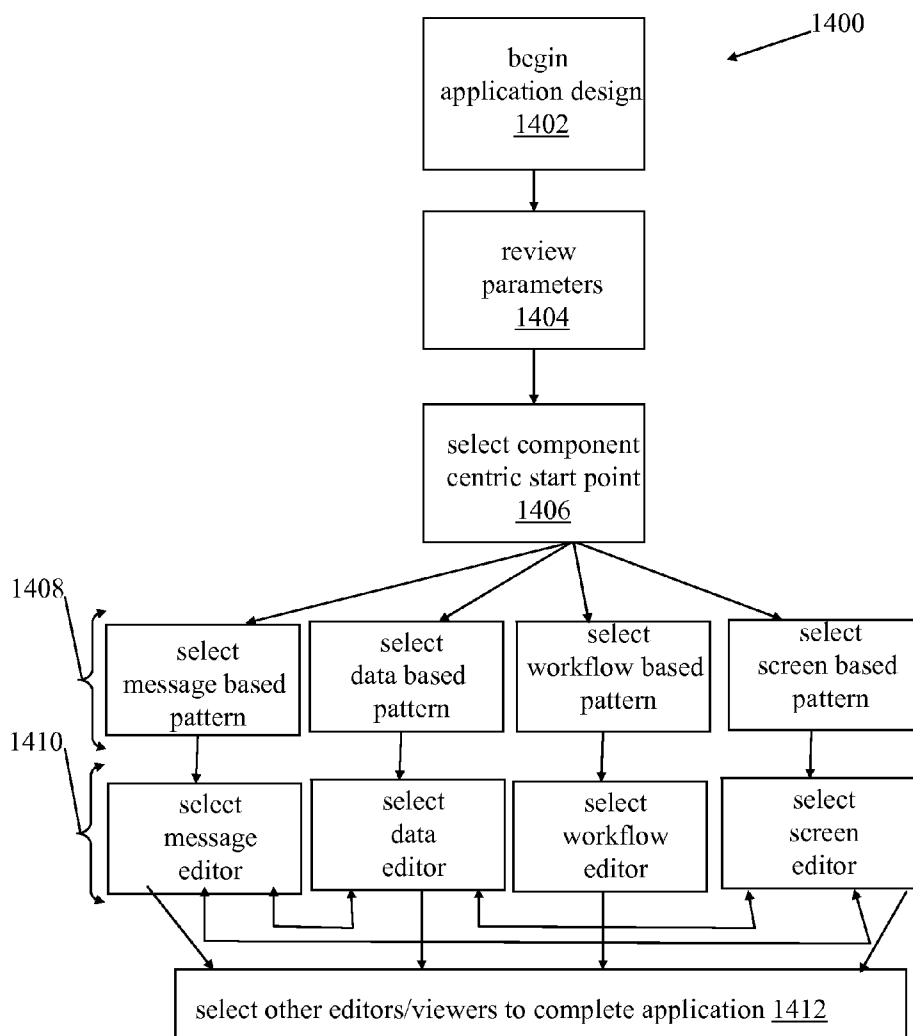 1400
begin
application design
1402
review
parameters
1404
select component
centric start point
1406
1408
select
message based
pattern
select
data based
pattern
select
workflow based
pattern
select
screen based
pattern
1410
select
message
editor
select
data
editor
select
workflow
editor
select
screen
editor
select other editors/viewers to complete application 1412